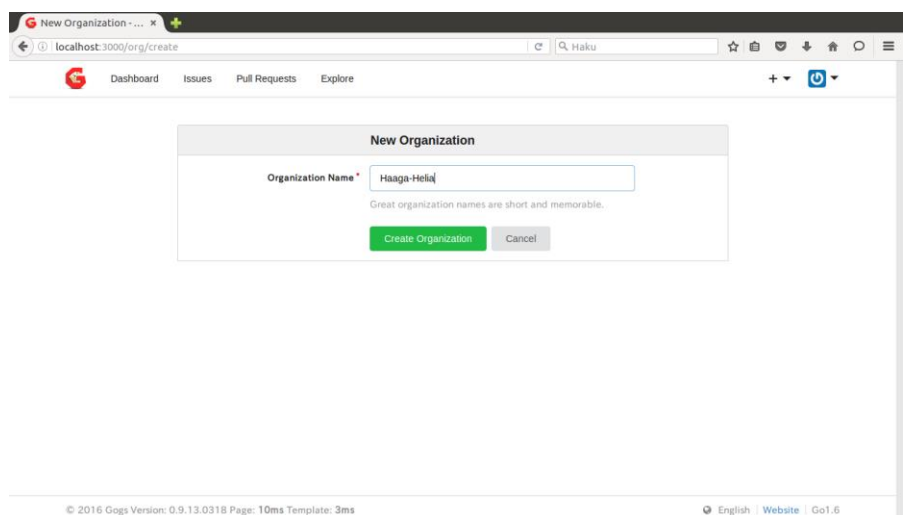 New Organization - ...
localhost:3000/org/create
Haku
Dashboard Issues Pull Requests Explore
New Organization
Organization Name *
Haaga-Helia
Great organization names are short and memorable.
Create Organization Cancel
© 2016 Gogs Version: 0.9.13.0318 Page: 10ms Template: 3ms English Website Go1.6